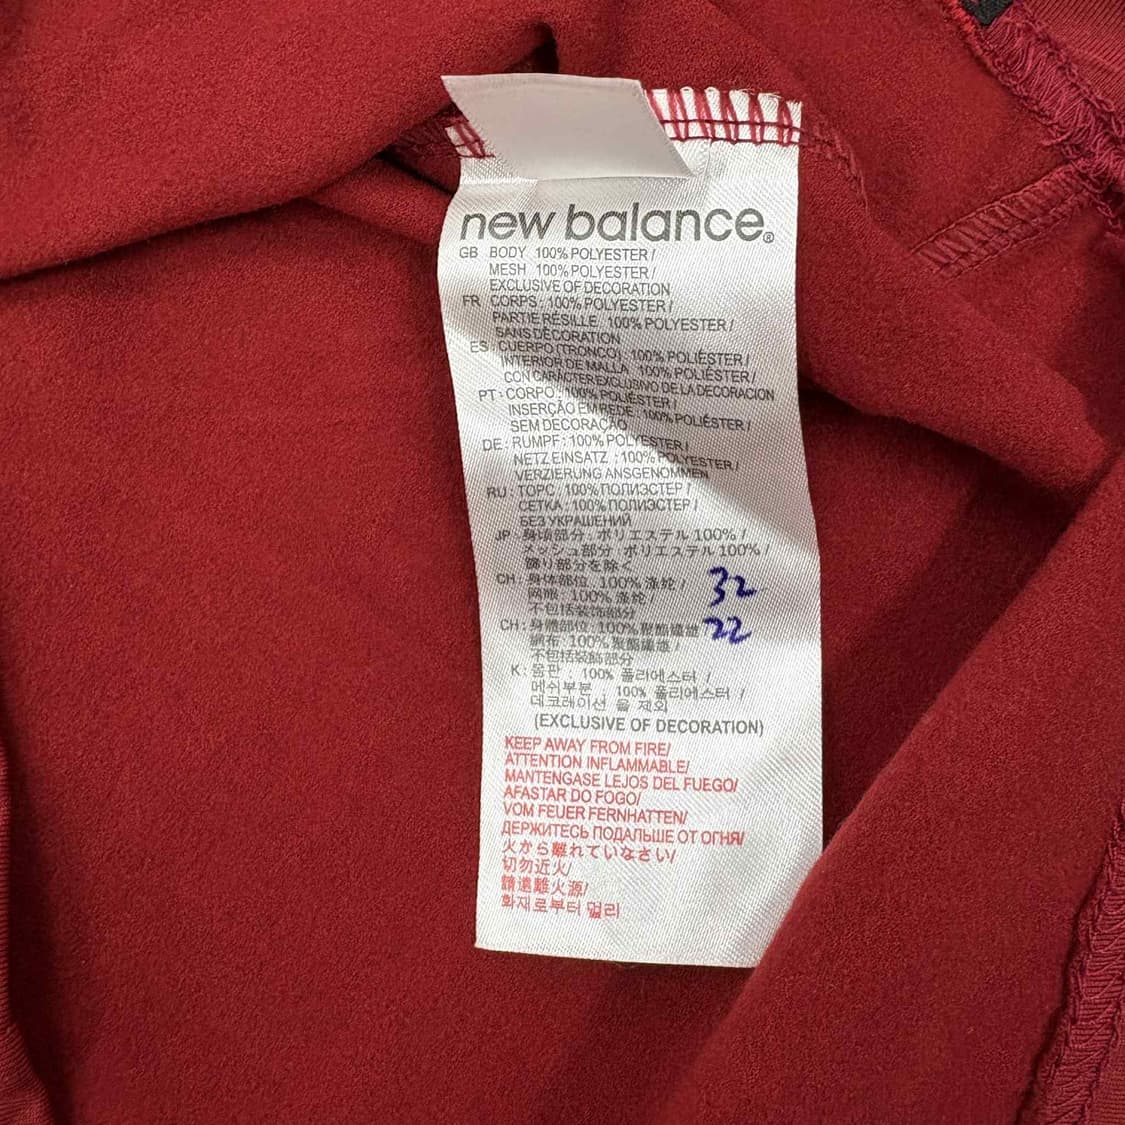 new balance®
GB BODY 100% POLYESTER /
MESH 100% POLYESTER /
EXCLUSIVE OF DECORATION
FR CORPS : 100% POLYESTER /
PARTIE RÉSILLE 100% POLYESTER /
SANS DÉCORATION
ES : CUERPO (TRONCO) : 100% POLIÉSTER /
INTERIOR DE MALLA 100% POLIÉSTER /
CON CARÁCTER EXCLUSIVO DE LA DECORACION
PT : CORPO : 100% POLIÉSTER /
INSERÇÃO EM REDE 100% POLIÉSTER /
SEM DECORAÇÃO
DE : RUMPF : 100% POLYESTER /
NETZ EINSATZ : 100% POLYESTER /
VERZIERUNG ANSGENOMMEN
RU : ТОРС 100% ПОЛИЭСТЕР /
СЕТКА : 100% ПОЛИЭСТЕР /
БЕЗ УКРАШЕНИЙ
JP 身頃部分 : ポリエステル 100% /
メッシュ部分 : ポリエステル 100% /
飾り部分を除く
CH : 身体部位 100% 涤纶 /
网眼 : 100% 涤纶 /
不包括装饰部分
32
CH : 身體部位 : 100% 聚酯纖維
22
網布 : 100% 聚酯纖維 /
不包括裝飾部分
K : 몸판 : 100% 폴리에스터 /
메쉬부분 : 100% 폴리에스터 /
데코레이션 을 제외
(EXCLUSIVE OF DECORATION)
KEEP AWAY FROM FIRE/
ATTENTION INFLAMMABLE/
MANTENGASE LEJOS DEL FUEGO/
AFASTAR DO FOGO/
VOM FEUER FERNHATTEN/
ДЕРЖИТЕСЬ ПОДАЛЬШЕ ОТ ОГНЯ/
火から離れていなさい/
切勿近火/
請遠離火源/
화재로부터 멀리